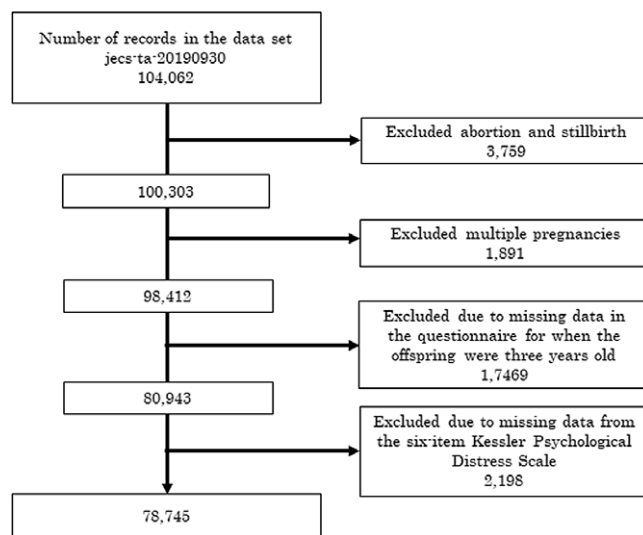 Number of records in the data set
jecs-ta-20190930
104,062
Excluded abortion and stillbirth
3,759
100,303
Excluded multiple pregnancies
1,891
98,412
Excluded due to missing data in
the questionnaire for when the
offspring were three years old
1,7469
80,943
Excluded due to missing data from
the six-item Kessler Psychological
Distress Scale
2,198
78,745